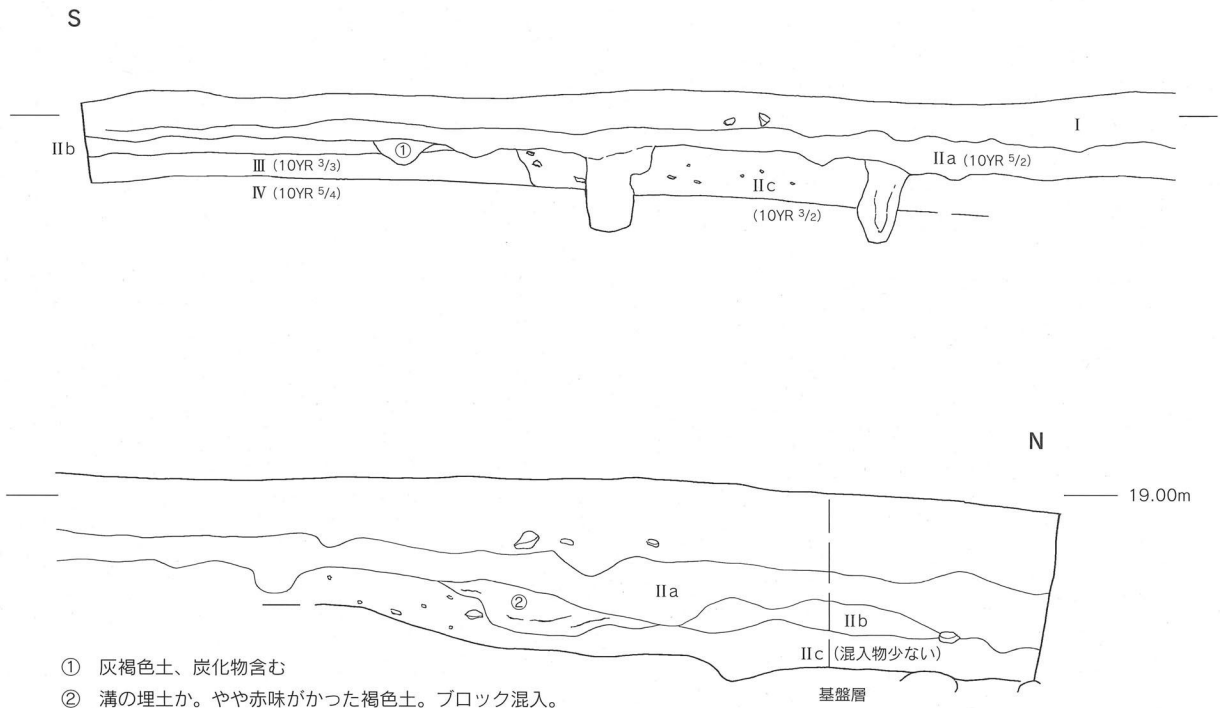 S
I
IIb
①
IIa (10YR 5/2)
III (10YR 3/3)
IIc
IV (10YR 5/4)
(10YR 3/2)
N
19.00m
IIa
②
IIb
IIc (混入物少ない)
① 灰褐色土、炭化物含む
基盤層
② 溝の埋土か。やや赤味がかった褐色土。ブロック混入。